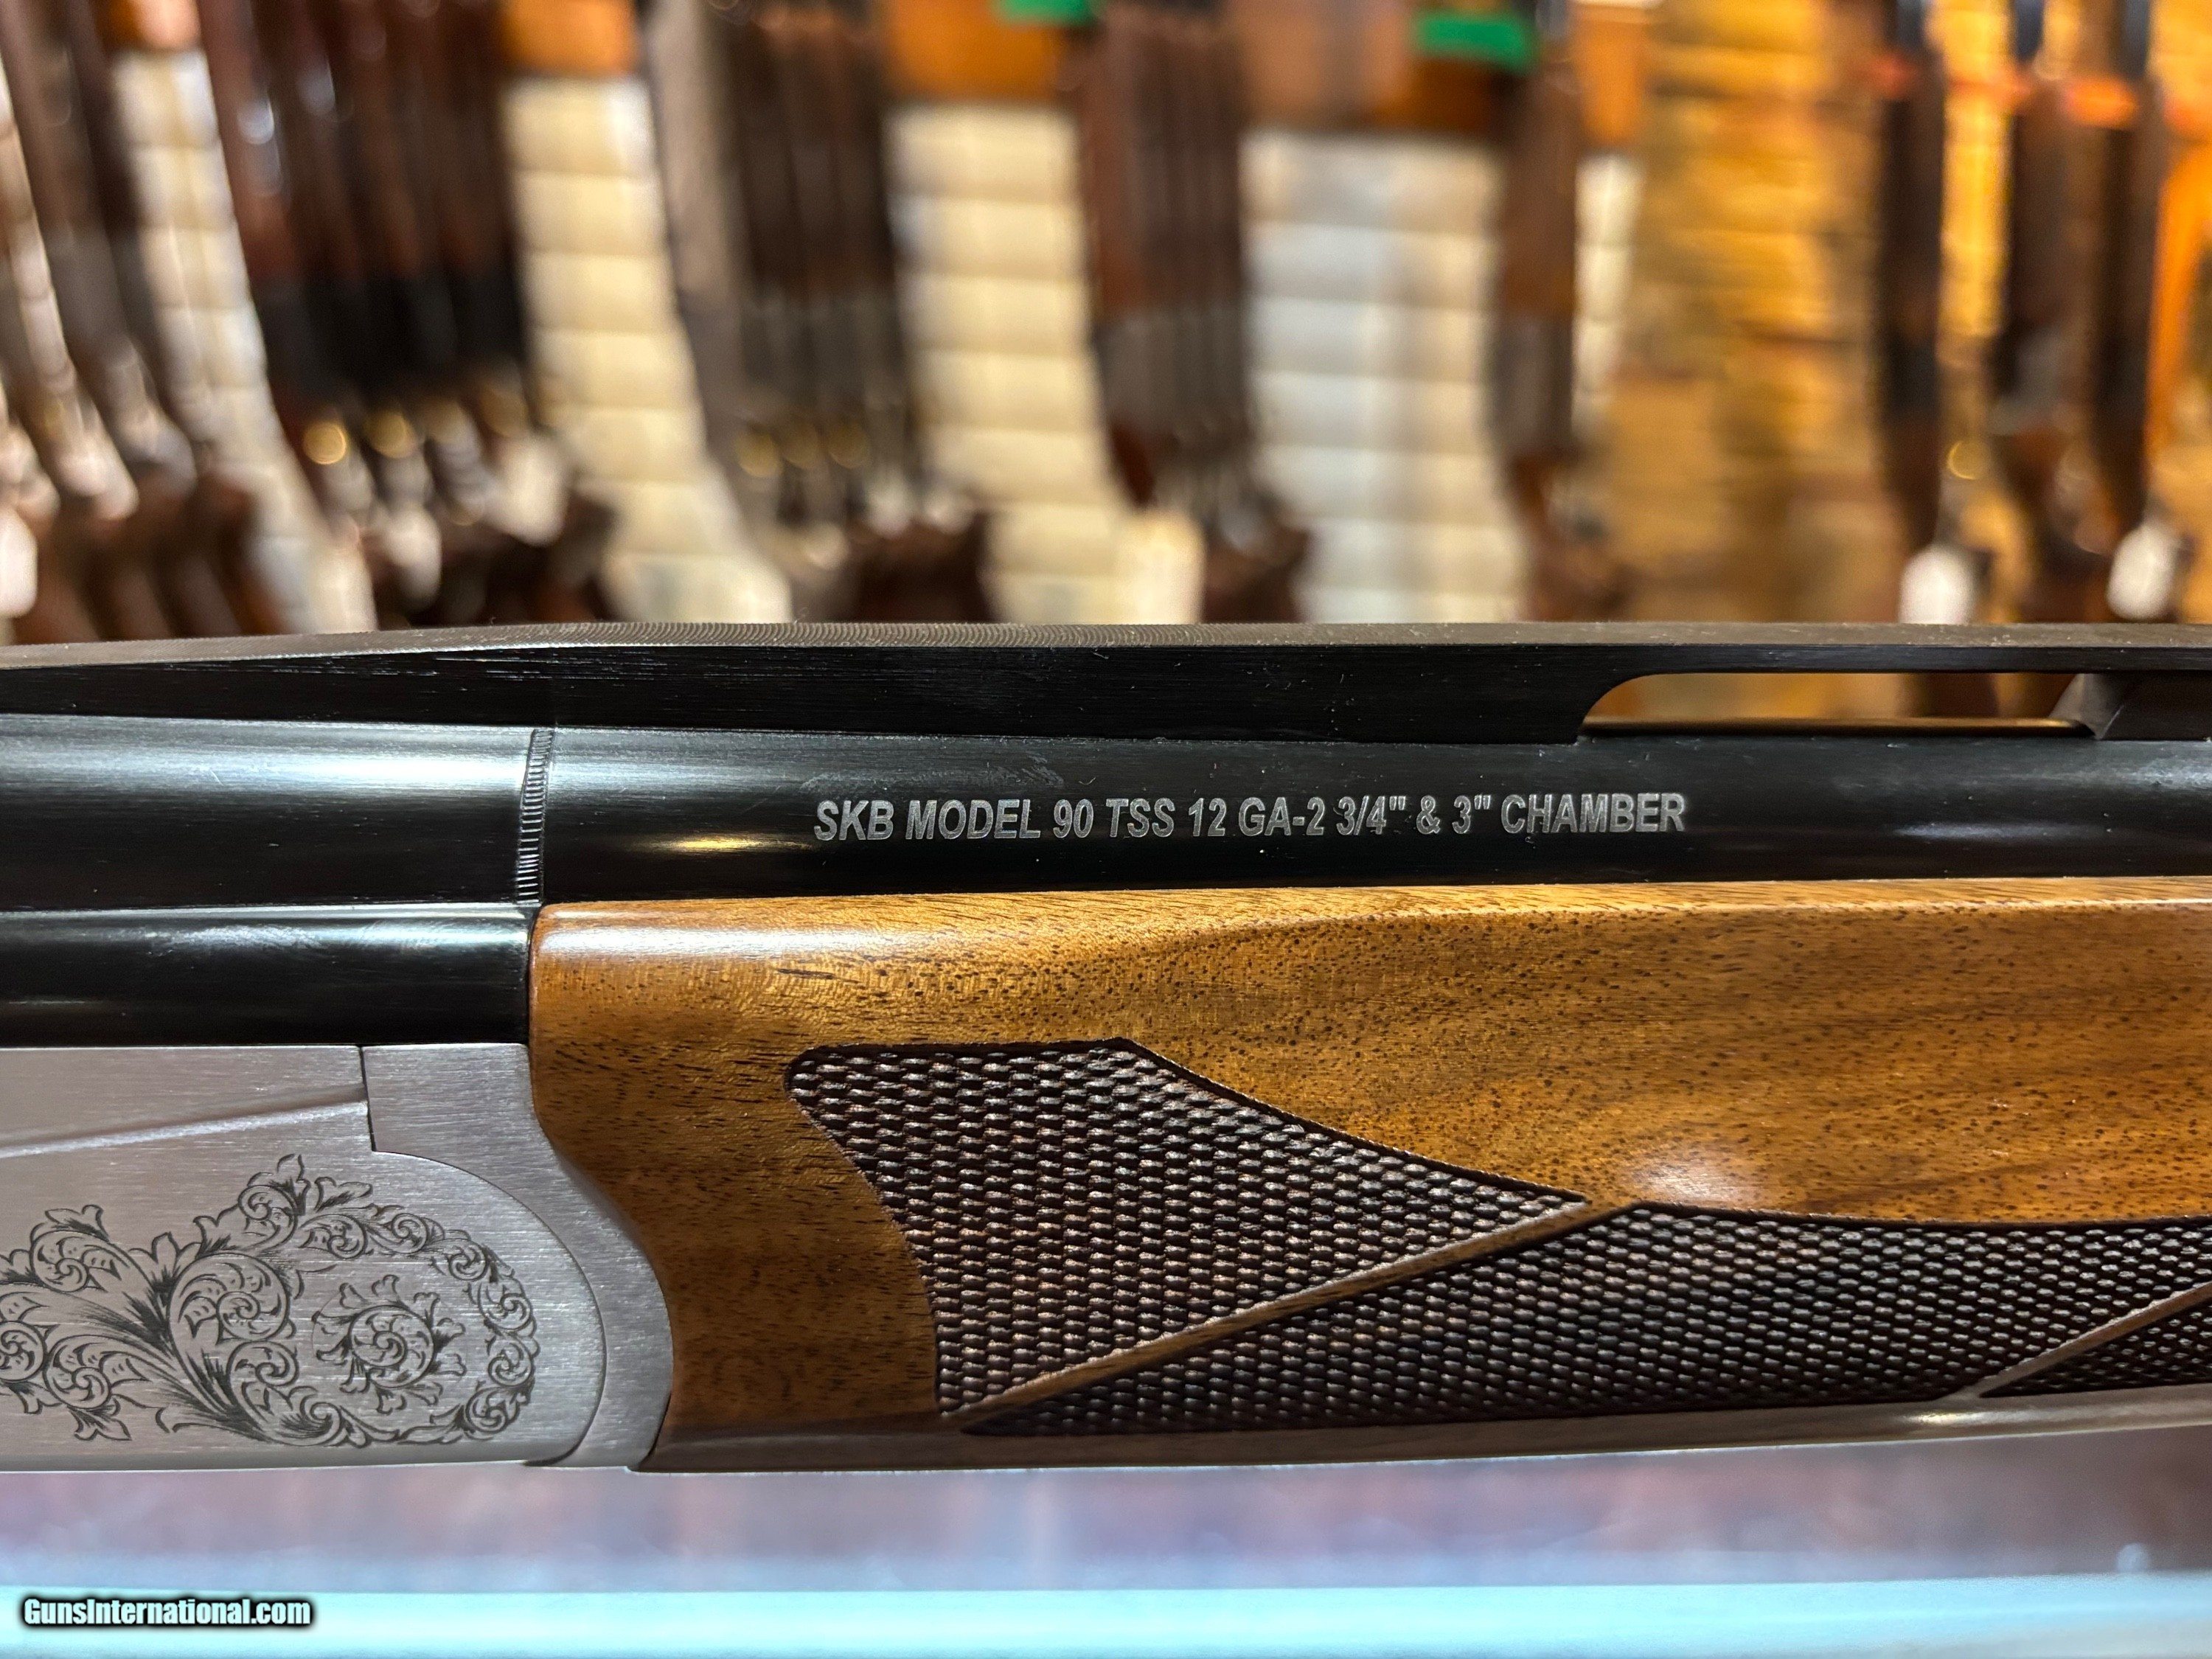 SKB MODEL 90 TSS 12 GA-2 3/4" & 3" CHAMBER
GunsInternational.com